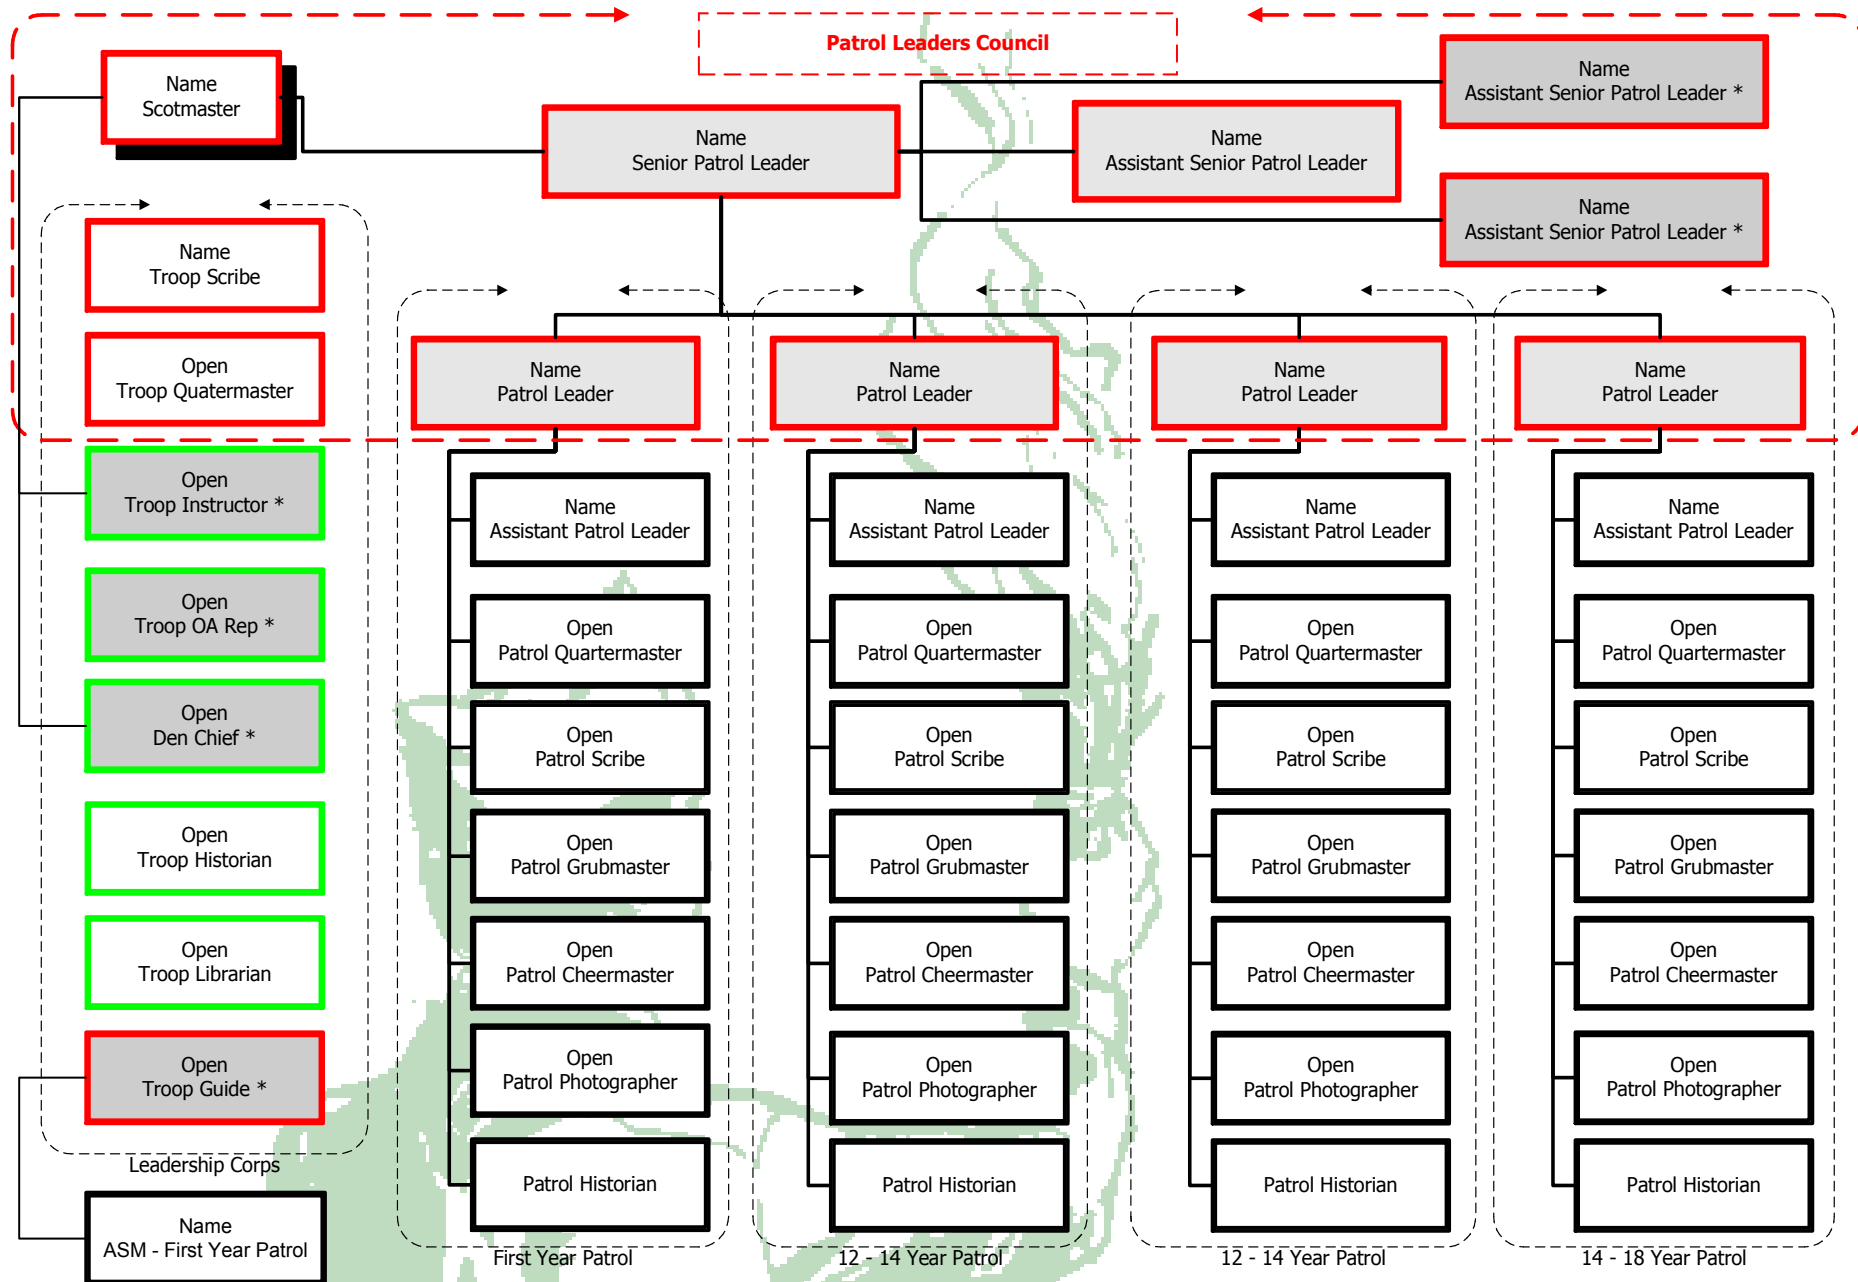 Patrol Leaders Council
Name
Scotmaster
Name
Senior Patrol Leader
Name
Assistant Senior Patrol Leader
Name
Assistant Senior Patrol Leader *
Name
Assistant Senior Patrol Leader *
Name
Troop Scribe
Open
Troop Quatermaster
Open
Troop Instructor *
Open
Troop OA Rep *
Open
Den Chief *
Open
Troop Historian
Open
Troop Librarian
Open
Troop Guide *
Leadership Corps
Name
ASM - First Year Patrol
Name
Patrol Leader
Name
Assistant Patrol Leader
Open
Patrol Quartermaster
Open
Patrol Scribe
Open
Patrol Grubmaster
Open
Patrol Cheermaster
Open
Patrol Photographer
Patrol Historian
First Year Patrol
Name
Patrol Leader
Name
Assistant Patrol Leader
Open
Patrol Quartermaster
Open
Patrol Scribe
Open
Patrol Grubmaster
Open
Patrol Cheermaster
Open
Patrol Photographer
Patrol Historian
12 - 14 Year Patrol
Name
Patrol Leader
Name
Assistant Patrol Leader
Open
Patrol Quartermaster
Open
Patrol Scribe
Open
Patrol Grubmaster
Open
Patrol Cheermaster
Open
Patrol Photographer
Patrol Historian
12 - 14 Year Patrol
Name
Patrol Leader
Name
Assistant Patrol Leader
Open
Patrol Quartermaster
Open
Patrol Scribe
Open
Patrol Grubmaster
Open
Patrol Cheermaster
Open
Patrol Photographer
Patrol Historian
14 - 18 Year Patrol